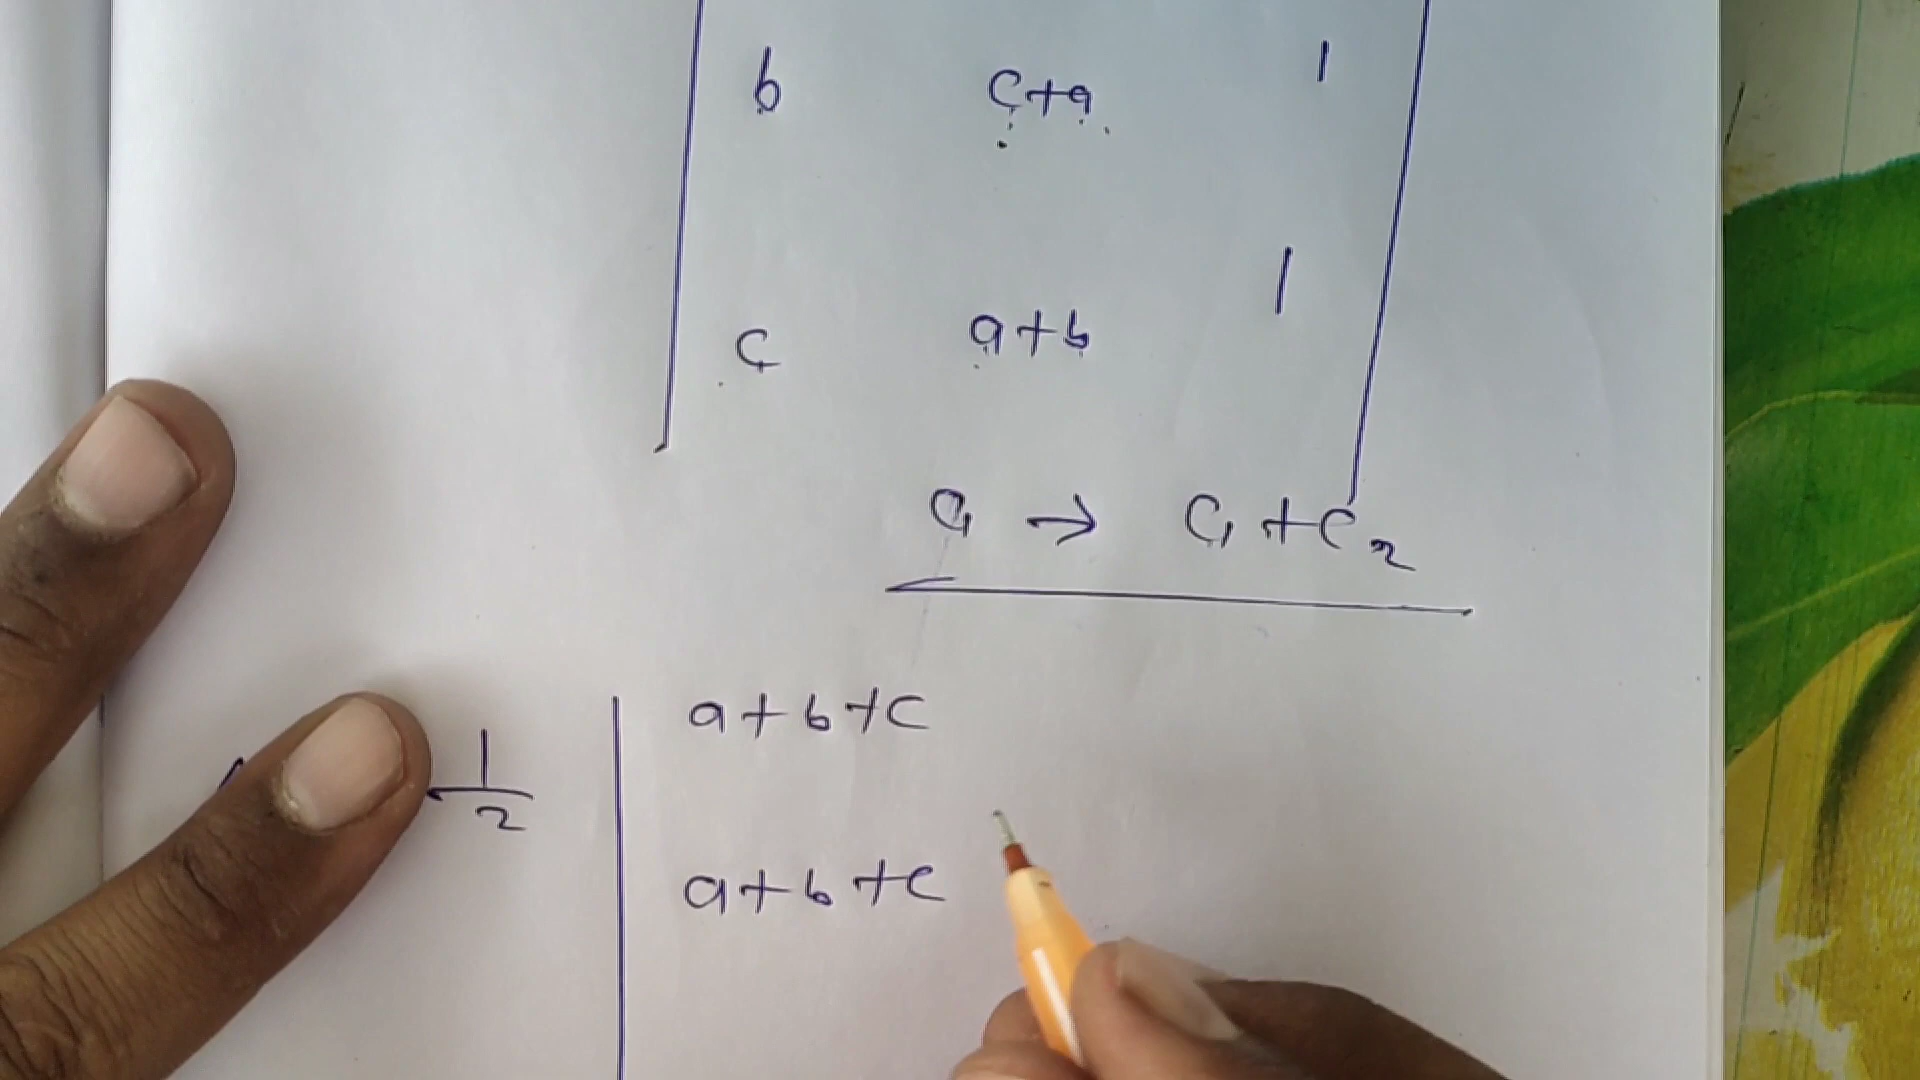 b c+a 1
c a+b 1
C₁ → C₁ + C₂
1/2 a+b+c
a+b+c